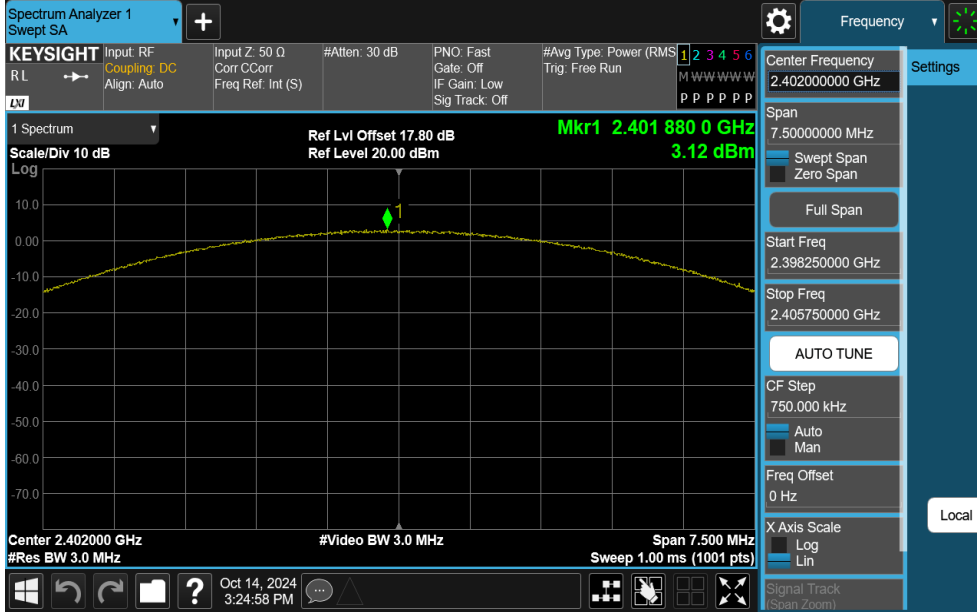 Spectrum Analyzer 1
Swept SA
Frequency
KEYSIGHT
R L
LXI
Input: RF
Coupling: DC
Align: Auto
Input Z: 50 Ω
Corr CCorr
Freq Ref: Int (S)
#Atten: 30 dB
PNO: Fast
Gate: Off
IF Gain: Low
Sig Track: Off
#Avg Type: Power (RMS
Trig: Free Run
1 2 3 4 5 6
M W W W W W
P P P P P P
1 Spectrum
Scale/Div 10 dB
Log
Ref Lvl Offset 17.80 dB
Ref Level 20.00 dBm
Mkr1 2.401 880 0 GHz
3.12 dBm
1
10.0
0.00
-10.0
-20.0
-30.0
-40.0
-50.0
-60.0
-70.0
Center 2.402000 GHz
#Res BW 3.0 MHz
#Video BW 3.0 MHz
Span 7.500 MHz
Sweep 1.00 ms (1001 pts)
Oct 14, 2024
3:24:58 PM
Center Frequency
2.402000000 GHz
Span
7.50000000 MHz
Swept Span
Zero Span
Full Span
Start Freq
2.398250000 GHz
Stop Freq
2.405750000 GHz
AUTO TUNE
CF Step
750.000 kHz
Auto
Man
Freq Offset
0 Hz
X Axis Scale
Log
Lin
Signal Track
(Span Zoom)
Settings
Local